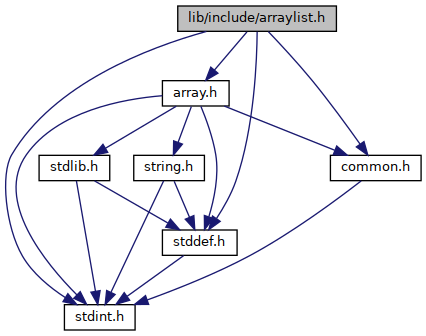 lib/include/arraylist.h
array.h
stdlib.h
string.h
common.h
stddef.h
stdint.h